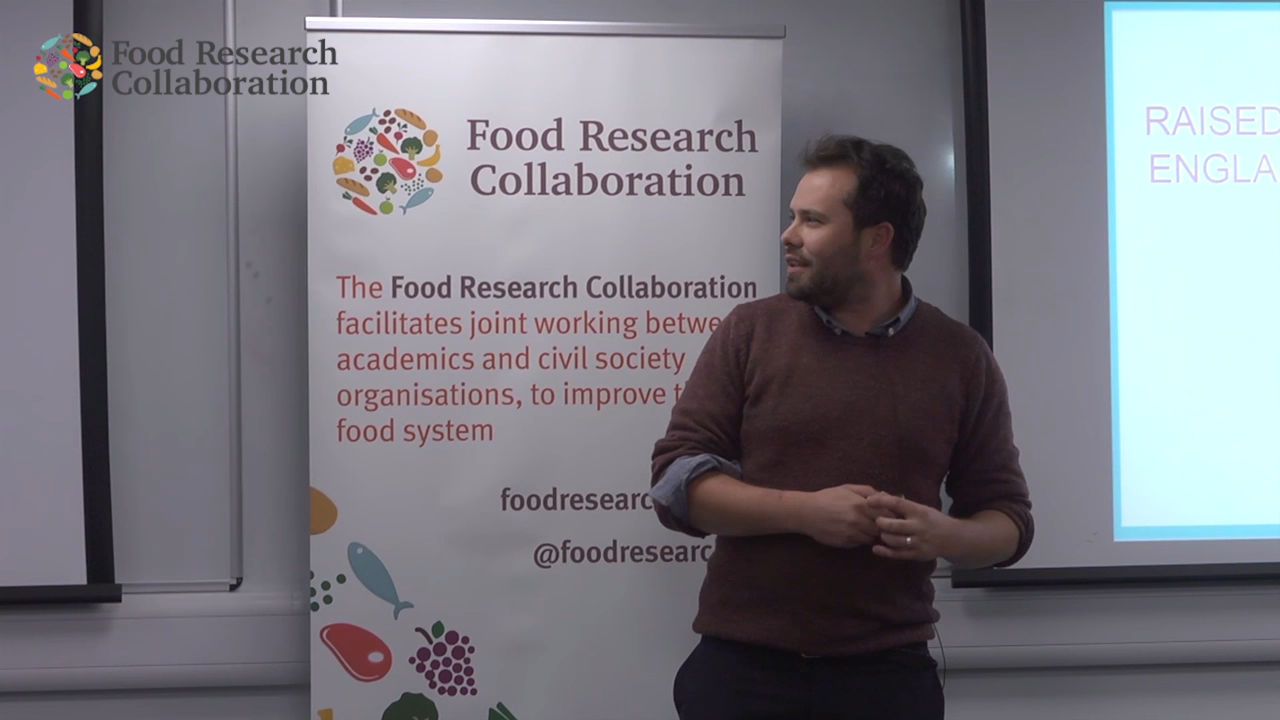 Food Research
Collaboration
Food Research
Collaboration
The Food Research Collaboration
facilitates joint working betwe
academics and civil society
organisations, to improve t
food system
foodresearc
@foodresearc
RAISED
ENGLA